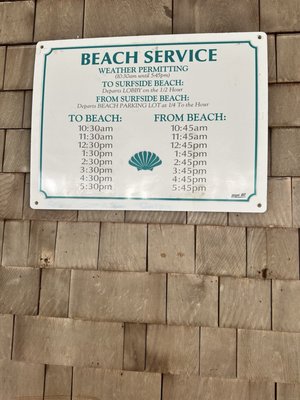 BEACH SERVICE
WEATHER PERMITTING
(10:30am until 5:45pm)
TO SURFSIDE BEACH:
Departs LOBBY on the 1/2 Hour
FROM SURFSIDE BEACH:
Departs BEACH PARKING LOT at 1/4 To the Hour
TO BEACH: FROM BEACH:
10:30am 10:45am
11:30am 11:45am
12:30pm 12:45pm
1:30pm 1:45pm
2:30pm 2:45pm
3:30pm 3:45pm
4:30pm 4:45pm
5:30pm 5:45pm